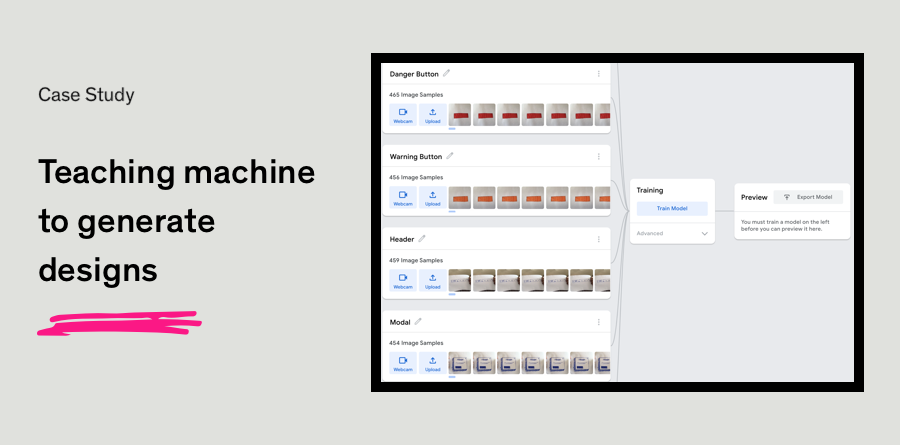 Case Study
Teaching machine
to generate
designs
Danger Button
465 Image Samples
Webcam
Upload
Warning Button
456 Image Samples
Webcam
Upload
Header
459 Image Samples
Webcam
Upload
Modal
454 Image Samples
Webcam
Upload
Training
Train Model
Advanced
Preview
Export Model
You must train a model on the left
before you can preview it here.